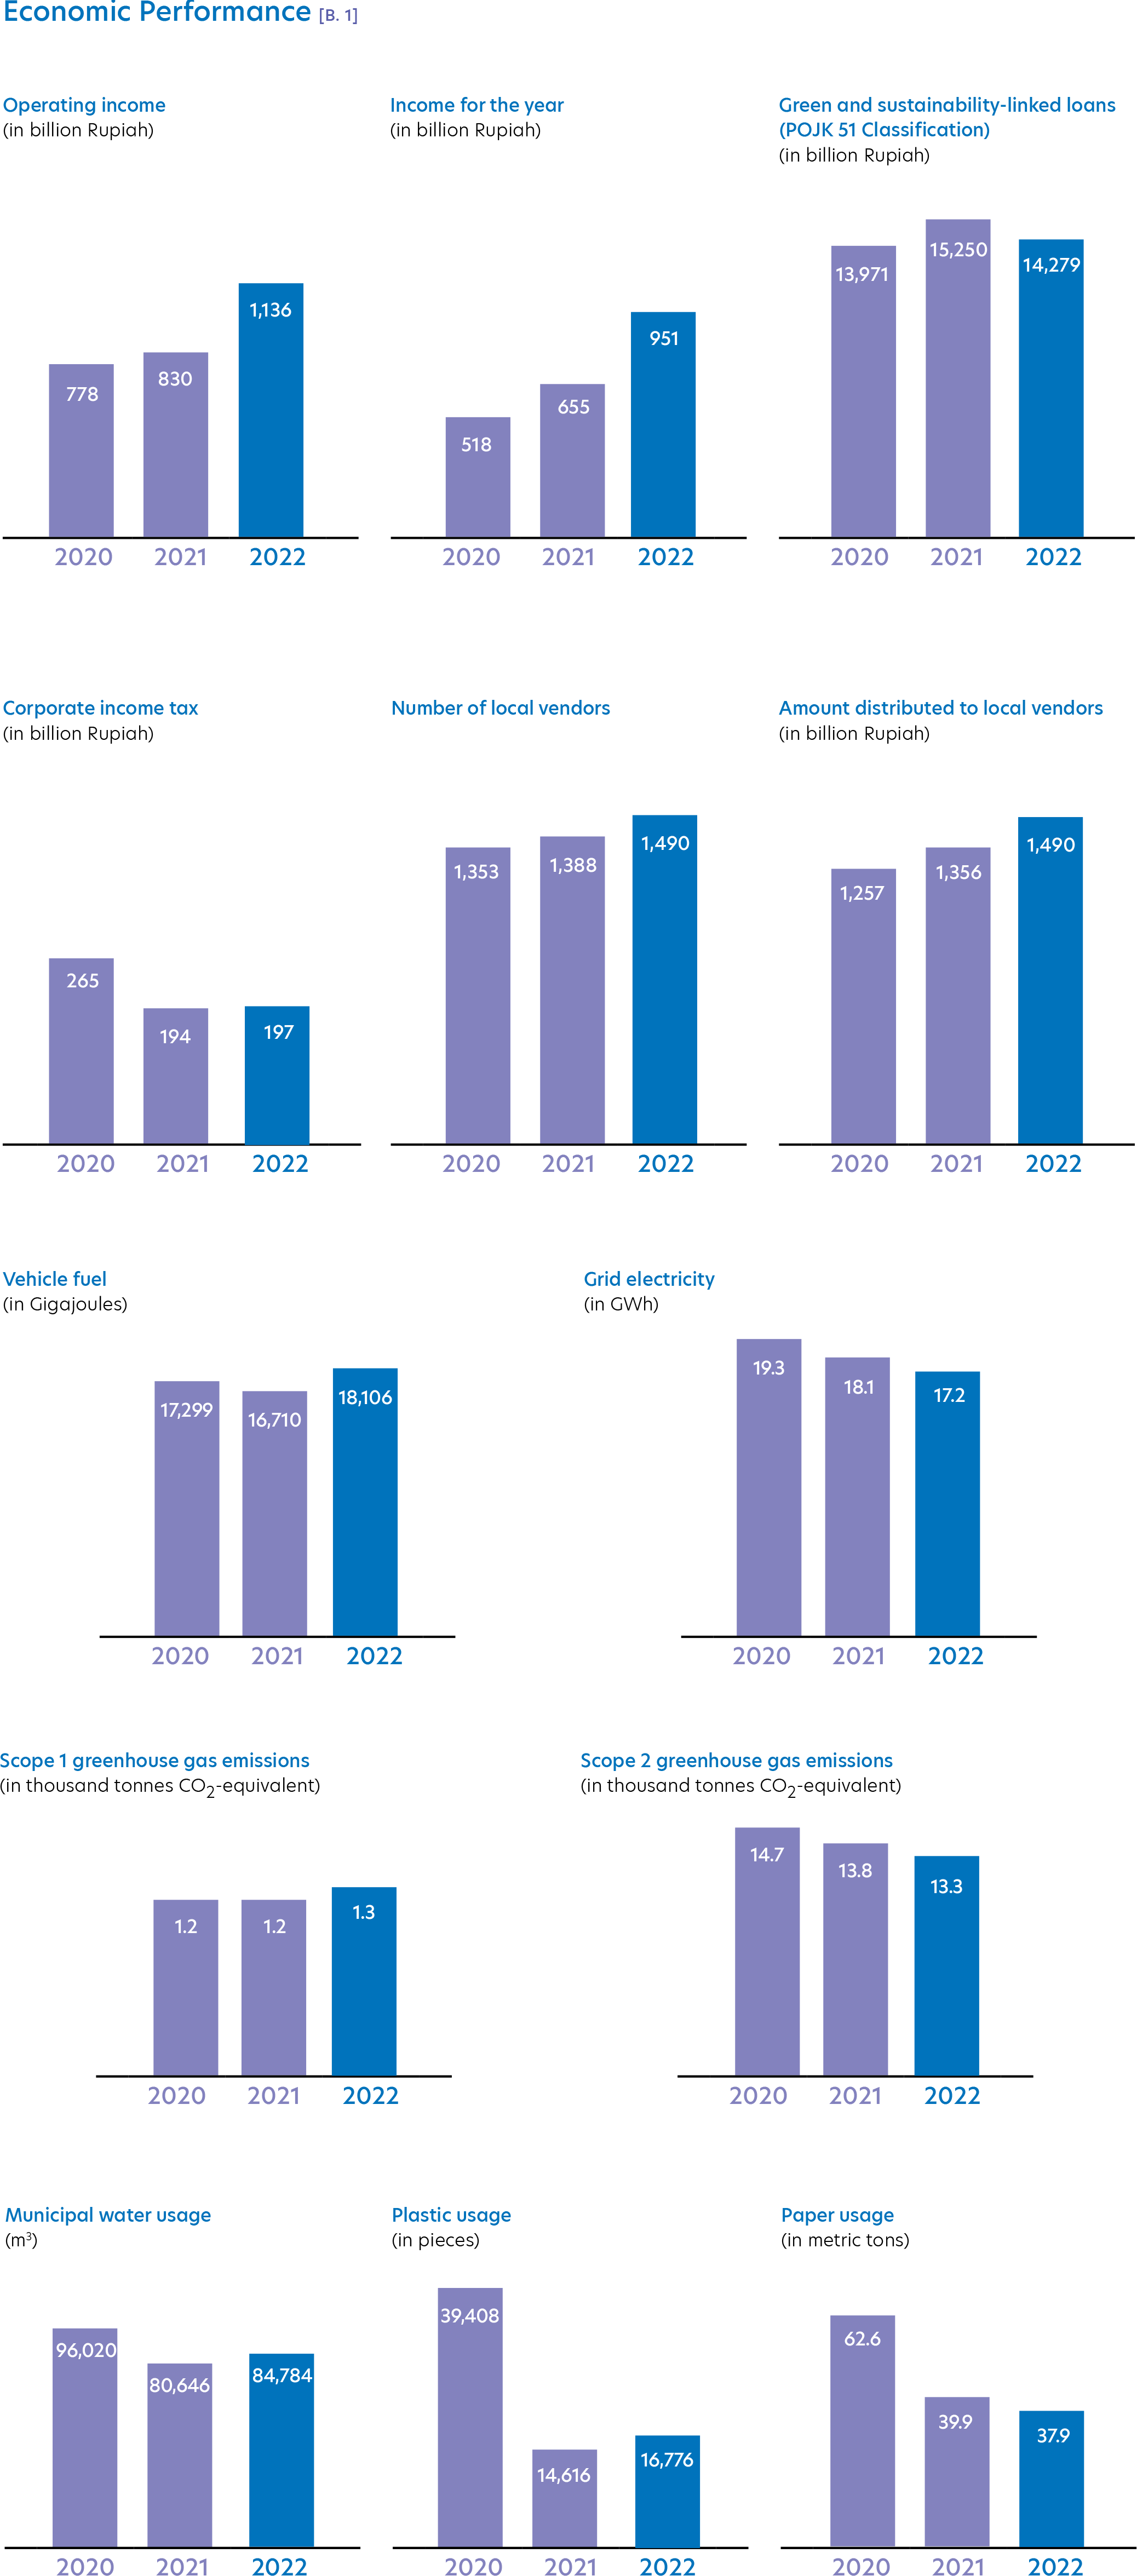 Economic Performance [B. 1]
Operating income
(in billion Rupiah)
1,136
778
830
2020 2021 2022
Income for the year
(in billion Rupiah)
951
655
518
2020 2021 2022
Green and sustainability-linked loans
(POJK 51 Classification)
(in billion Rupiah)
13,971
15,250
14,279
2020 2021 2022
Corporate income tax
(in billion Rupiah)
265
194
197
2020 2021 2022
Number of local vendors
1,353
1,388
1,490
2020 2021 2022
Amount distributed to local vendors
(in billion Rupiah)
1,257
1,356
1,490
2020 2021 2022
Vehicle fuel
(in Gigajoules)
17,299
16,710
18,106
2020 2021 2022
Grid electricity
(in GWh)
19.3
18.1
17.2
2020 2021 2022
Scope 1 greenhouse gas emissions
(in thousand tonnes CO2-equivalent)
1.2
1.2
1.3
2020 2021 2022
Scope 2 greenhouse gas emissions
(in thousand tonnes CO2-equivalent)
14.7
13.8
13.3
2020 2021 2022
Municipal water usage
(m³)
96,020
80,646
84,784
2020 2021 2022
Plastic usage
(in pieces)
39,408
14,616
16,776
2020 2021 2022
Paper usage
(in metric tons)
62.6
39.9
37.9
2020 2021 2022